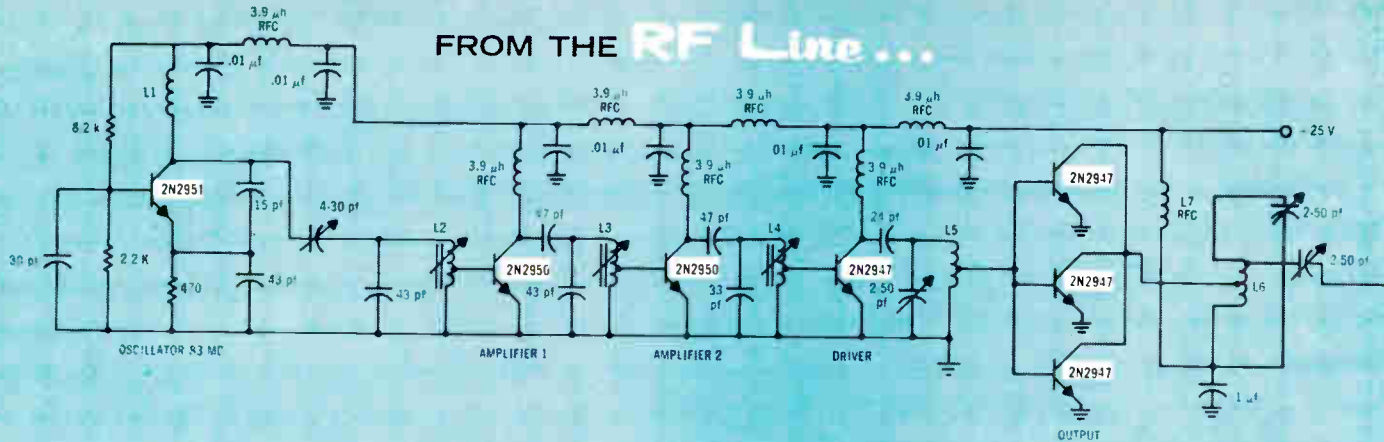 FROM THE RF Line...
3.9 μh
RFC
.01 μf
.01 μf
L1
8.2 k
2N2951
15 pf
2.2 K
470
43 pf
OSCILLATOR 83 MC
4-30 pf
43 pf
L2
3.9 μh
RFC
47 pf
2N2950
43 pf
AMPLIFIER 1
3.9 μh
RFC
.01 μf
L3
3.9 μh
RFC
47 pf
2N2950
33
pf
AMPLIFIER 2
3.9 μh
RFC
01 μf
L4
3.9 μh
RFC
24 pf
2N2947
2-50
pf
DRIVER
3.9 μh
RFC
01 μf
L5
+ 25 V
2N2947
2N2947
2N2947
OUTPUT
L7
RFC
2-50 pf
2-50 pf
L6
1 μf